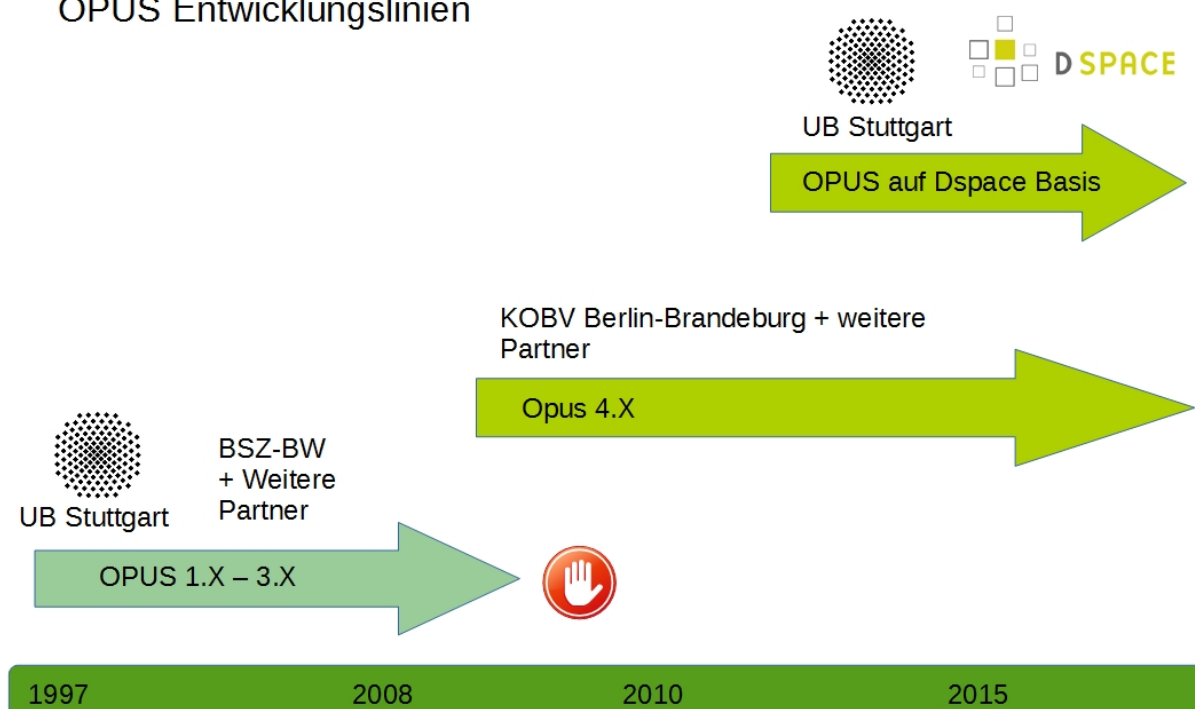 OPUS Entwicklungslinien
DSPACE
UB Stuttgart
OPUS auf Dspace Basis
KOBV Berlin-Brandeburg + weitere
Partner
Opus 4.X
BSZ-BW
+ Weitere
Partner
UB Stuttgart
OPUS 1.X – 3.X
1997 2008 2010 2015